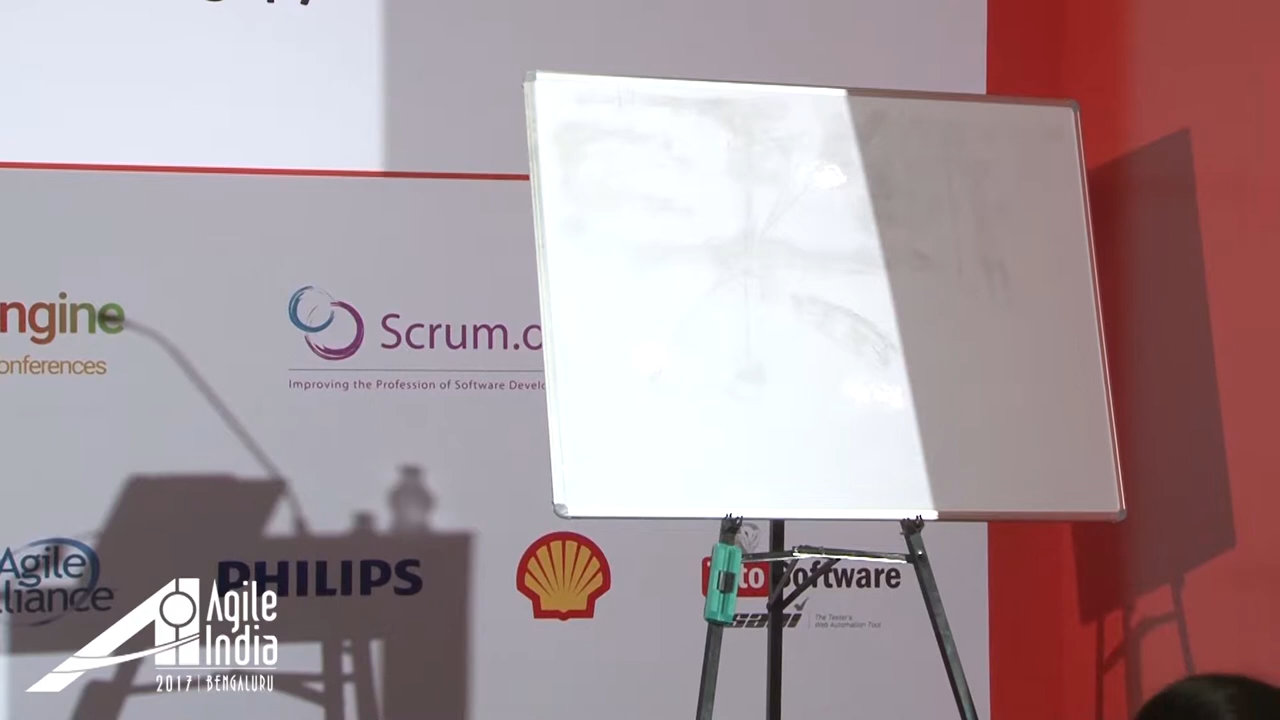 ngine
onferences
Scrum.o
Improving the Profession of Software Develo
Agile
lliance
PHILIPS
to Software
sahi
The Tester's
Web Automation Tool
Agile
India
2017 | BENGALURU